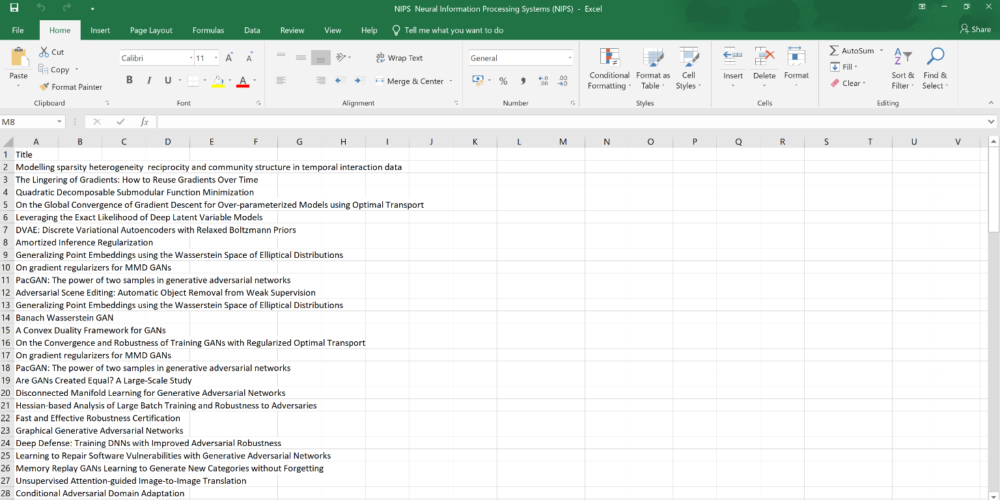 NIPS  Neural Information Processing Systems (NIPS)  -  Excel
File Home Insert Page Layout Formulas Data Review View Help Tell me what you want to do Share
Paste Cut Copy Format Painter Clipboard
Calibri 11 A A B I U A Font
ab Wrap Text Merge & Center Alignment
General % , .00 .0 .00 Number
Conditional Formatting Format as Table Cell Styles Styles
Insert Delete Format Cells
AutoSum Fill Clear Sort & Filter Find & Select Editing
M8 fx
A B C D E F G H I J K L M N O P Q R S T U V
1 Title
2 Modelling sparsity heterogeneity  reciprocity and community structure in temporal interaction data
3 The Lingering of Gradients: How to Reuse Gradients Over Time
4 Quadratic Decomposable Submodular Function Minimization
5 On the Global Convergence of Gradient Descent for Over-parameterized Models using Optimal Transport
6 Leveraging the Exact Likelihood of Deep Latent Variable Models
7 DVAE: Discrete Variational Autoencoders with Relaxed Boltzmann Priors
8 Amortized Inference Regularization
9 Generalizing Point Embeddings using the Wasserstein Space of Elliptical Distributions
10 On gradient regularizers for MMD GANs
11 PacGAN: The power of two samples in generative adversarial networks
12 Adversarial Scene Editing: Automatic Object Removal from Weak Supervision
13 Generalizing Point Embeddings using the Wasserstein Space of Elliptical Distributions
14 Banach Wasserstein GAN
15 A Convex Duality Framework for GANs
16 On the Convergence and Robustness of Training GANs with Regularized Optimal Transport
17 On gradient regularizers for MMD GANs
18 PacGAN: The power of two samples in generative adversarial networks
19 Are GANs Created Equal? A Large-Scale Study
20 Disconnected Manifold Learning for Generative Adversarial Networks
21 Hessian-based Analysis of Large Batch Training and Robustness to Adversaries
22 Fast and Effective Robustness Certification
23 Graphical Generative Adversarial Networks
24 Deep Defense: Training DNNs with Improved Adversarial Robustness
25 Learning to Repair Software Vulnerabilities with Generative Adversarial Networks
26 Memory Replay GANs Learning to Generate New Categories without Forgetting
27 Unsupervised Attention-guided Image-to-Image Translation
28 Conditional Adversarial Domain Adaptation